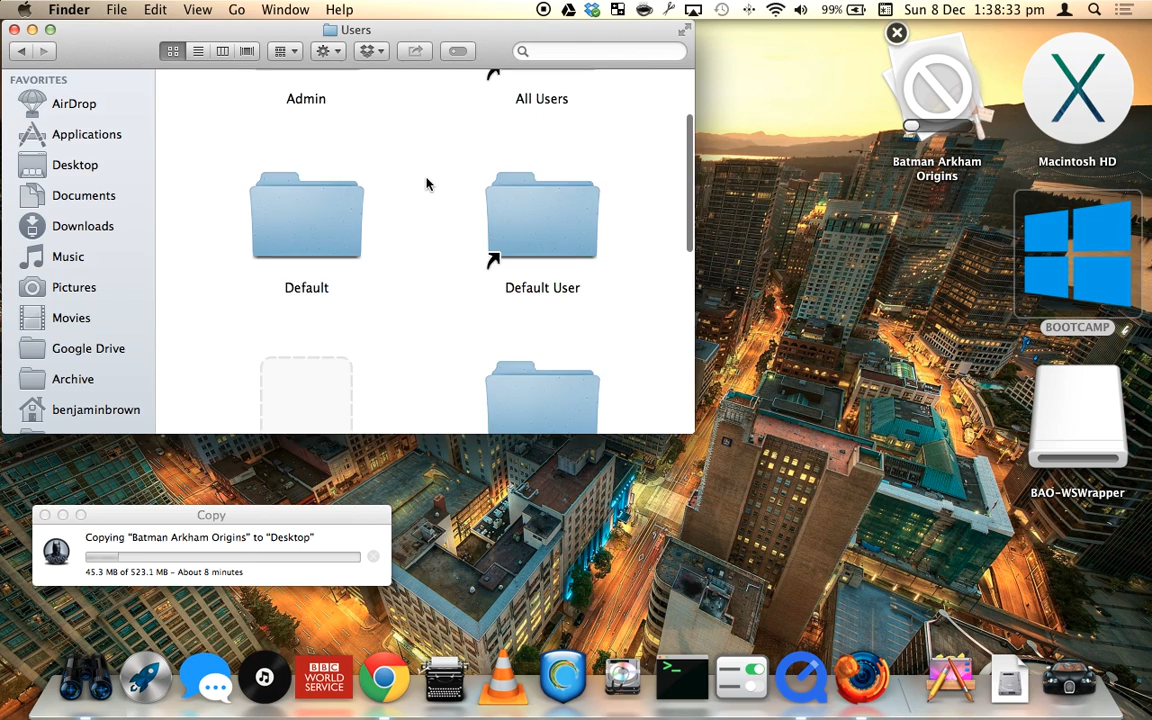 Finder File Edit View Go Window Help 99% Sun 8 Dec 1:38:33 pm
Users
FAVORITES
AirDrop
Applications
Desktop
Documents
Downloads
Music
Pictures
Movies
Google Drive
Archive
benjaminbrown
Admin
All Users
Default
Default User
Batman Arkham
Origins
Macintosh HD
BOOTCAMP
BAO-WSWrapper
Copy
Copying "Batman Arkham Origins" to "Desktop"
45.3 MB of 523.1 MB – About 8 minutes
BBC
WORLD
SERVICE
>_